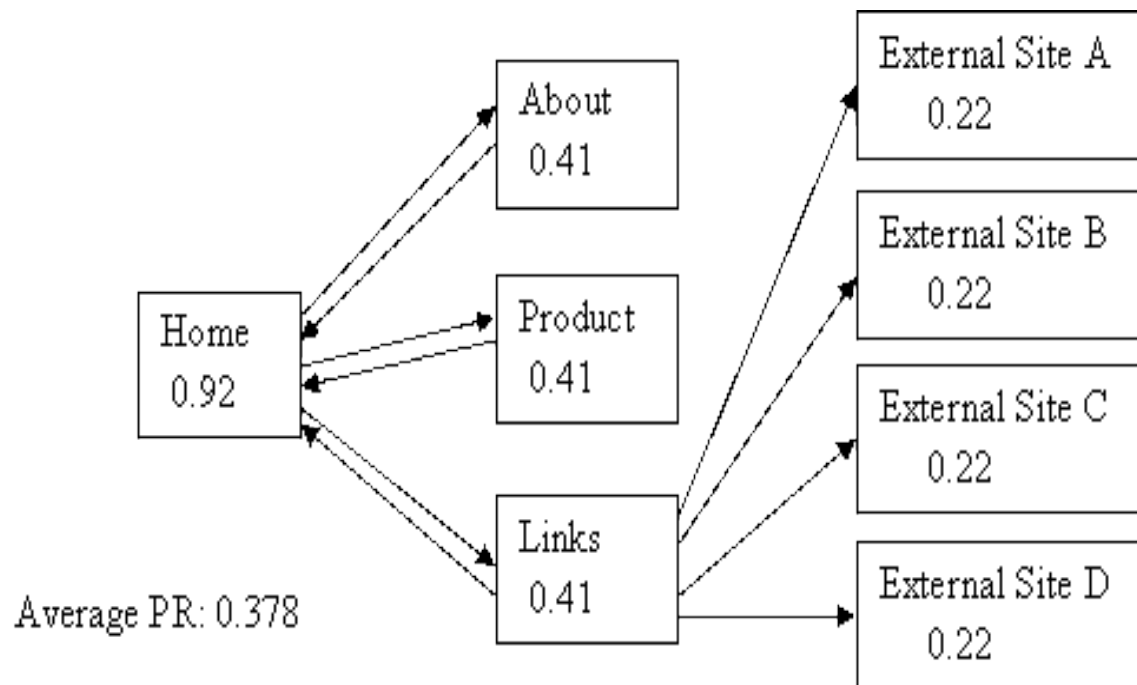 Home
0.92
About
0.41
Product
0.41
Links
0.41
External Site A
0.22
External Site B
0.22
External Site C
0.22
External Site D
0.22
Average PR: 0.378